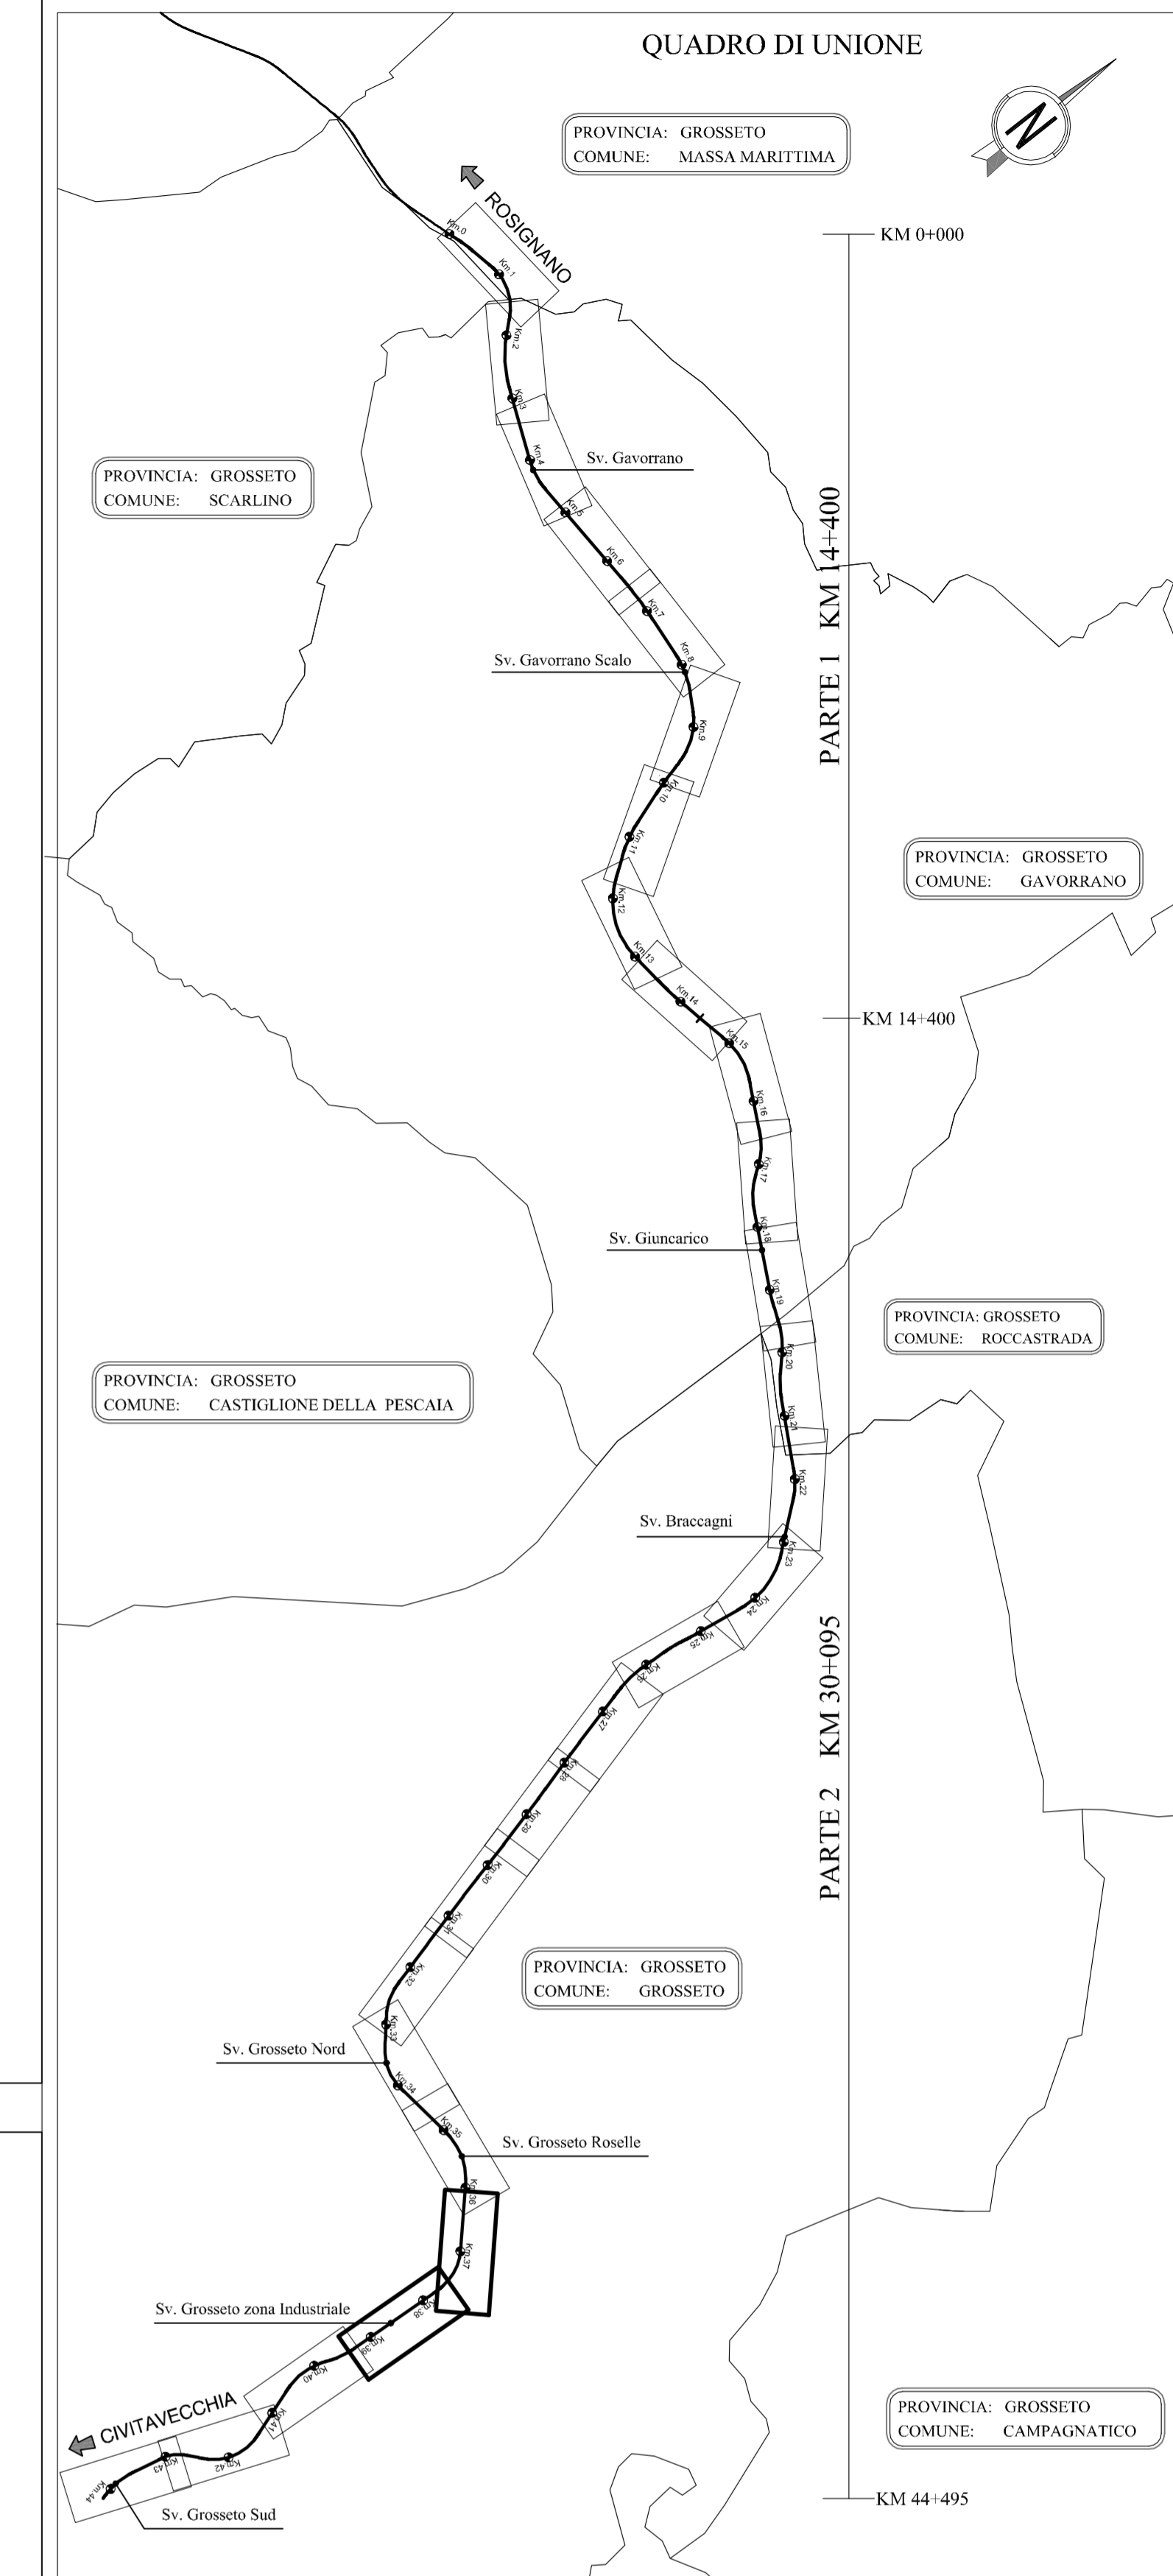 QUADRO DI UNIONE
PROVINCIA: GROSSETO
COMUNE: MASSA MARITTIMA
N
ROSIGNANO
KM 0+000
Km.0
Km.1
Km.2
Km.3
PROVINCIA: GROSSETO
COMUNE: SCARLINO
Km.4
Sv. Gavorrano
Km.5
Km.6
Km.7
PARTE 1 KM 14+400
Km.8
Sv. Gavorrano Scalo
Km.9
Km.10
Km.11
PROVINCIA: GROSSETO
COMUNE: GAVORRANO
Km.12
Km.13
Km.14
KM 14+400
Km.15
Km.16
Km.17
Km.18
Sv. Giuncarico
Km.19
PROVINCIA: GROSSETO
COMUNE: ROCCASTRADA
Km.20
PROVINCIA: GROSSETO
COMUNE: CASTIGLIONE DELLA PESCAIA
Km.21
Km.22
Sv. Braccagni
Km.23
Km.24
Km.25
Km.26
PARTE 2 KM 30+095
Km.27
Km.28
Km.29
Km.30
Km.31
Km.32
PROVINCIA: GROSSETO
COMUNE: GROSSETO
Km.33
Sv. Grosseto Nord
Km.34
Km.35
Sv. Grosseto Roselle
Km.36
Km.37
Km.38
Sv. Grosseto zona Industriale
Km.39
Km.40
Km.41
CIVITAVECCHIA
PROVINCIA: GROSSETO
COMUNE: CAMPAGNATICO
Km.42
Km.43
Km.44
KM 44+495
Sv. Grosseto Sud